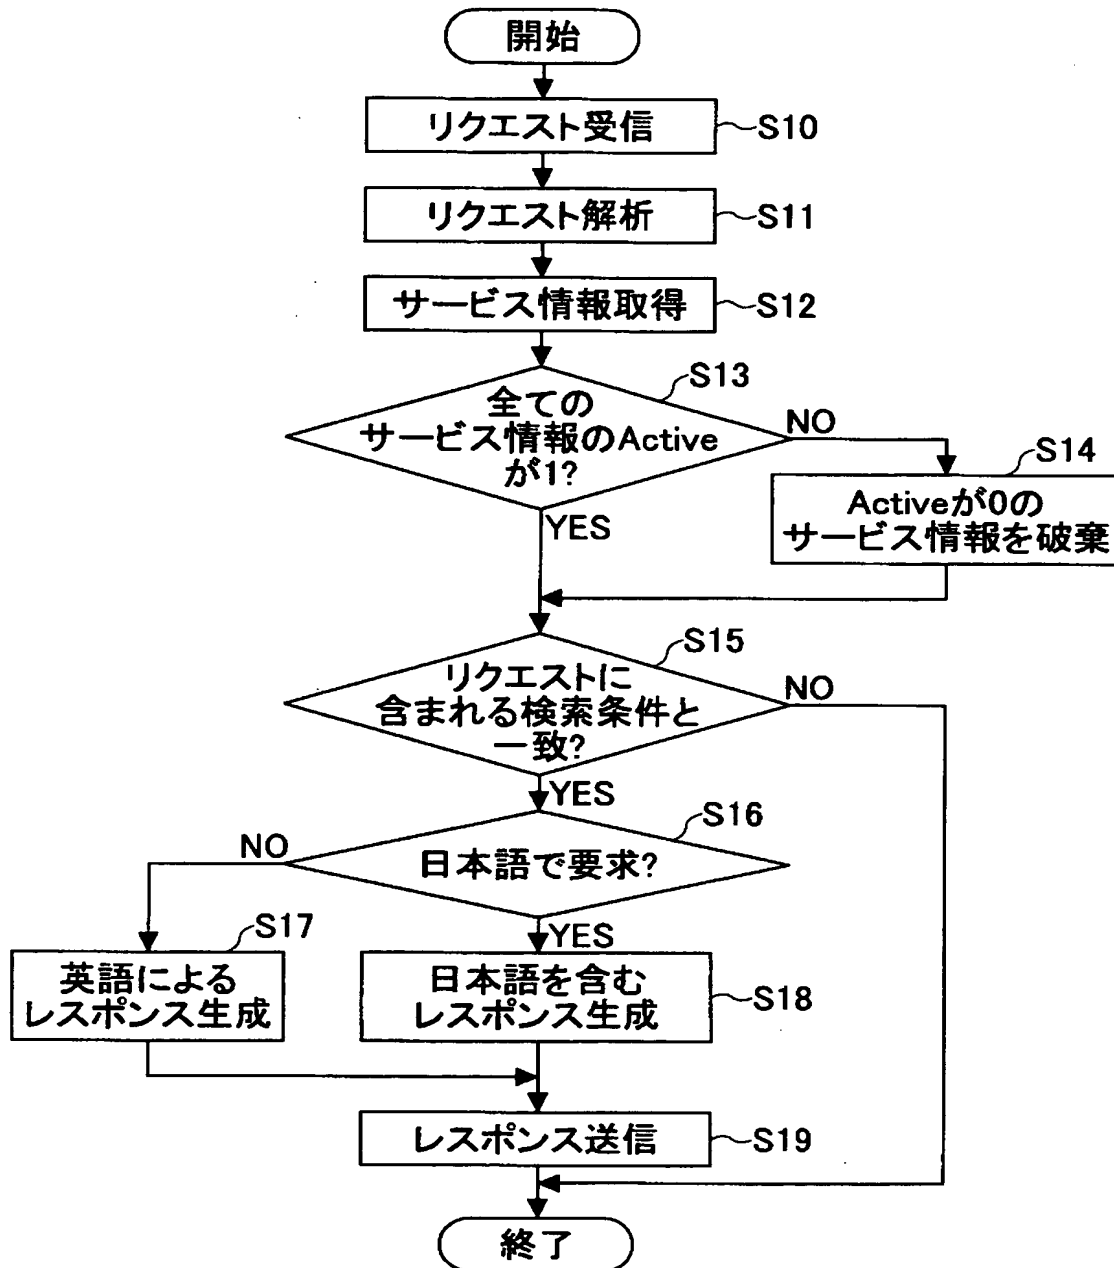 開始
リクエスト受信
S10
リクエスト解析
S11
サービス情報取得
S12
S13
全ての
サービス情報のActive
が1?
NO
YES
S14
Activeが0の
サービス情報を破棄
S15
リクエストに
含まれる検索条件と
一致?
NO
YES
S16
日本語で要求?
NO
YES
S17
英語による
レスポンス生成
日本語を含む
レスポンス生成
S18
レスポンス送信
S19
終了